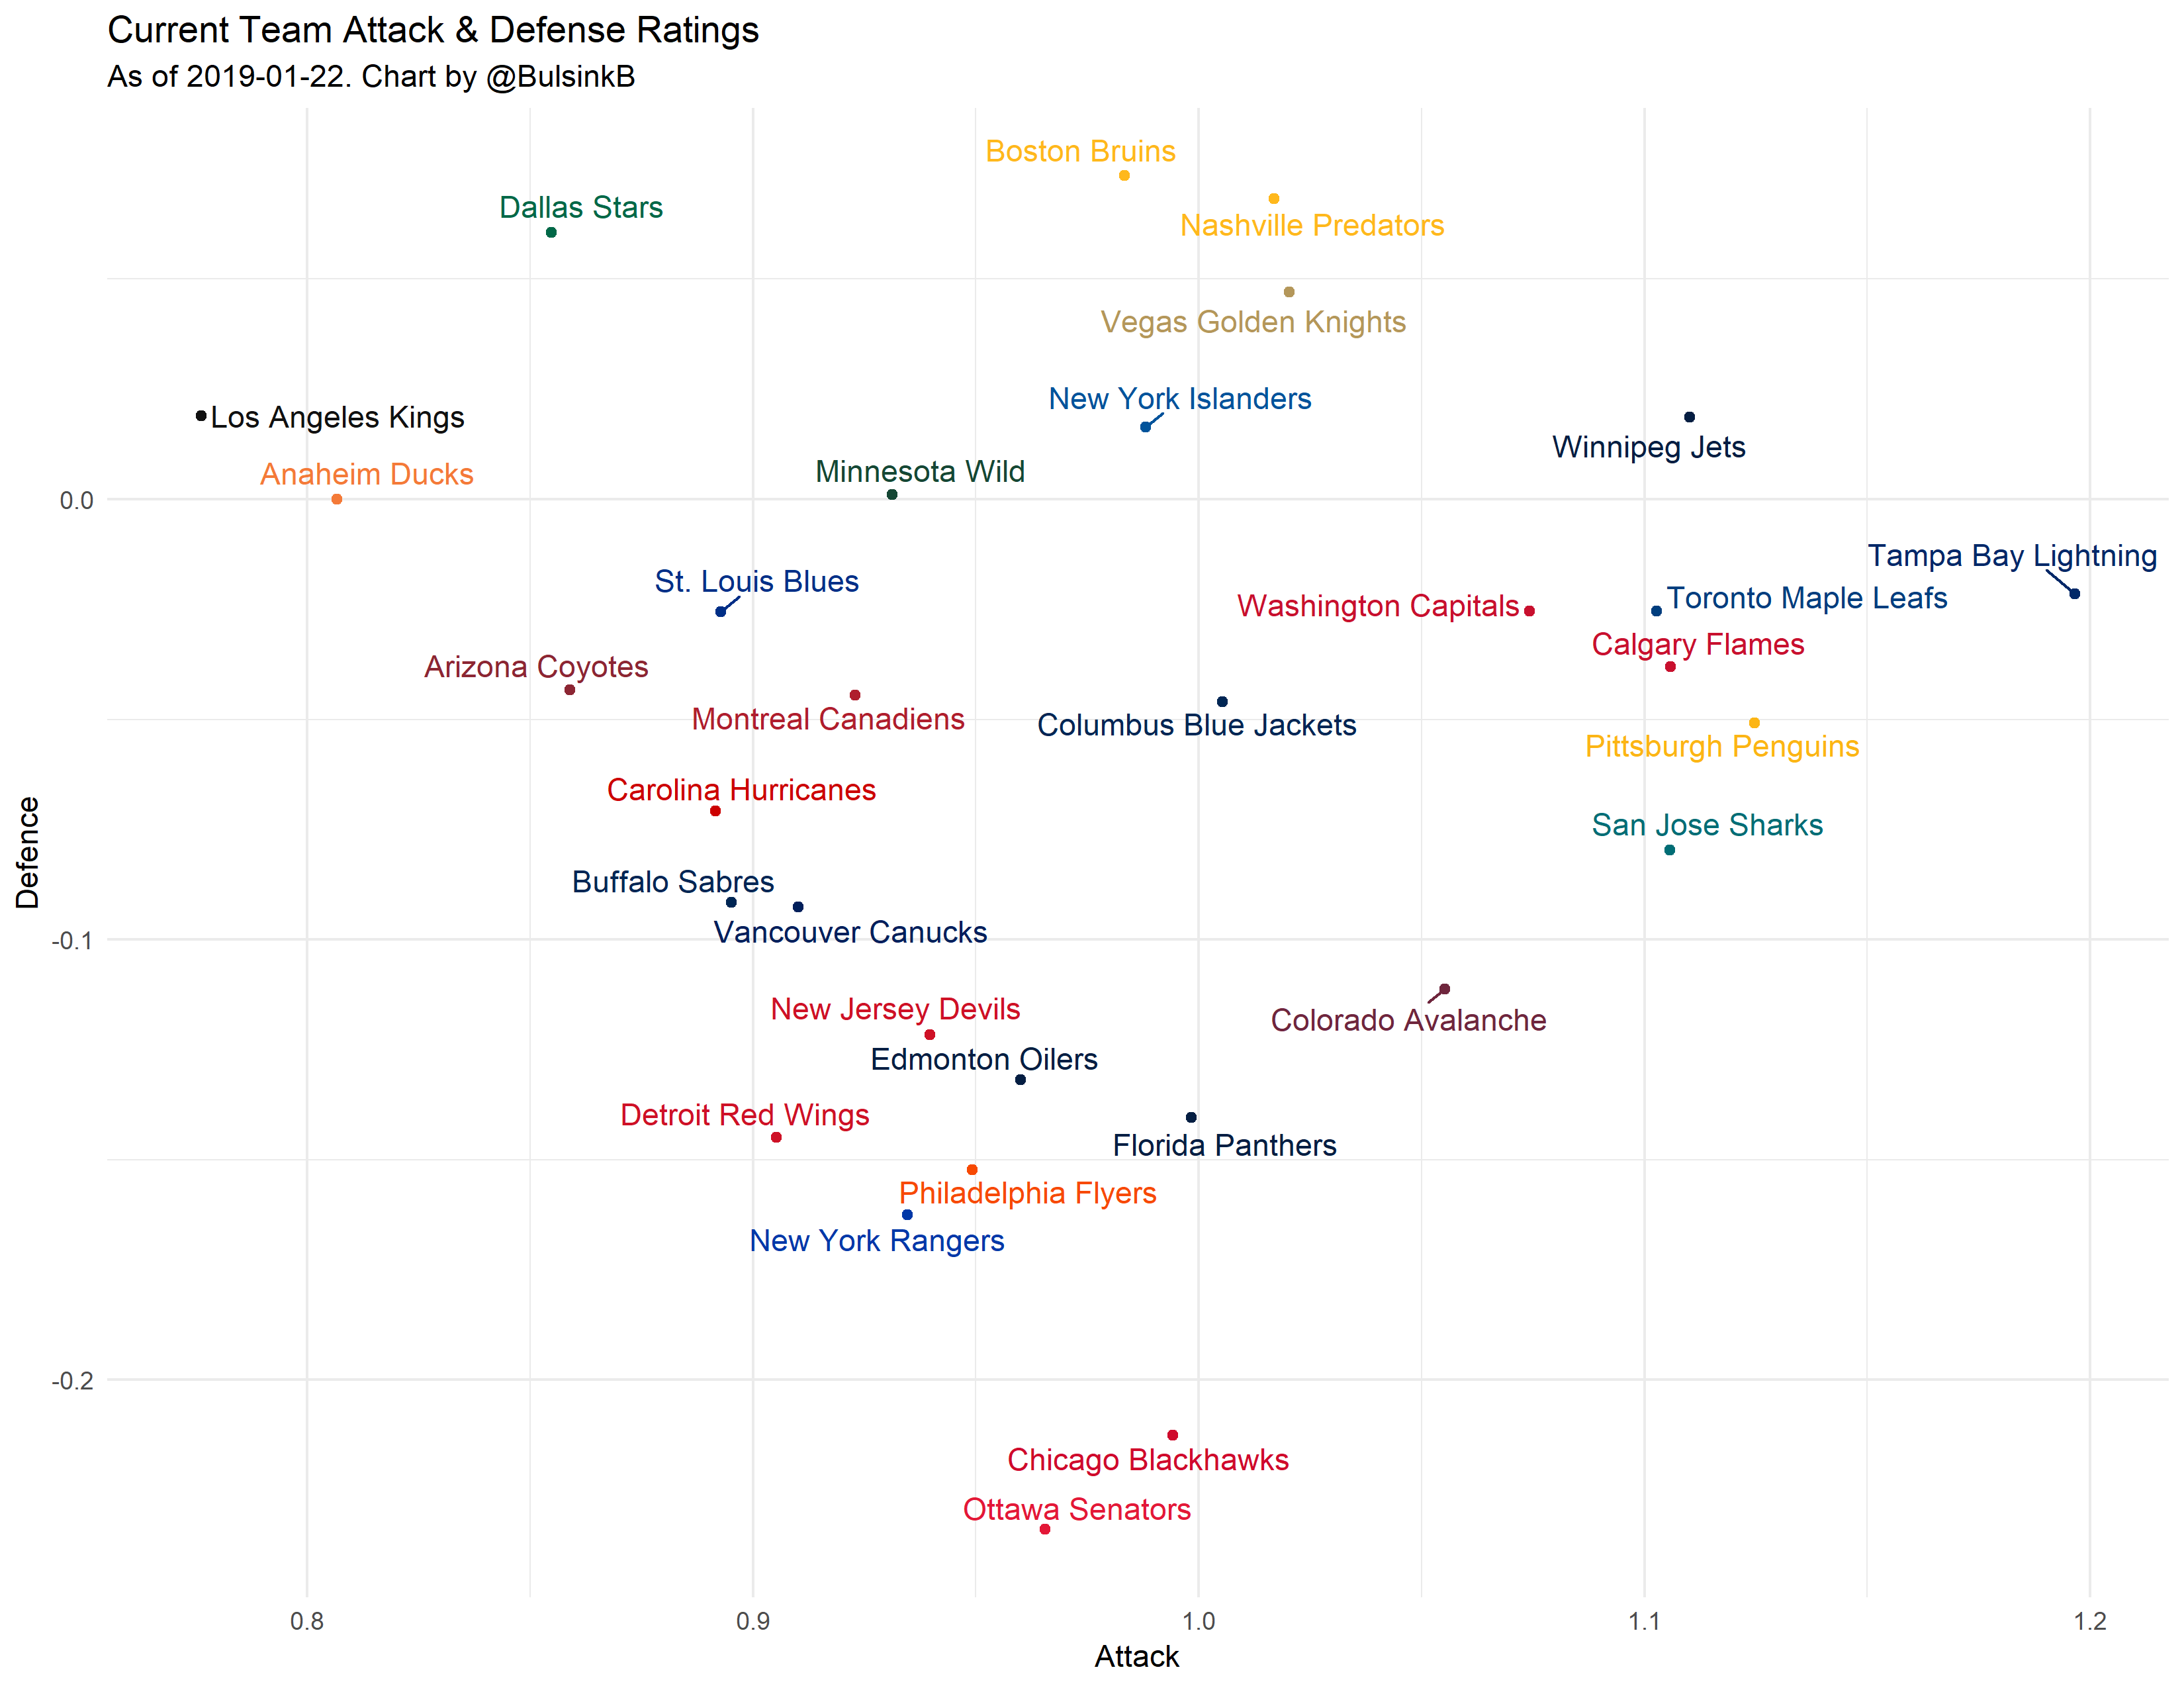 Current Team Attack & Defense Ratings
As of 2019-01-22. Chart by @BulsinkB
Boston Bruins
Dallas Stars
Nashville Predators
Vegas Golden Knights
New York Islanders
Los Angeles Kings
Winnipeg Jets
Anaheim Ducks
Minnesota Wild
0.0
Tampa Bay Lightning
St. Louis Blues
Toronto Maple Leafs
Washington Capitals
Calgary Flames
Arizona Coyotes
Montreal Canadiens
Columbus Blue Jackets
Pittsburgh Penguins
Carolina Hurricanes
San Jose Sharks
Defence
Buffalo Sabres
Vancouver Canucks
-0.1
New Jersey Devils
Colorado Avalanche
Edmonton Oilers
Detroit Red Wings
Florida Panthers
Philadelphia Flyers
New York Rangers
-0.2
Chicago Blackhawks
Ottawa Senators
0.8 0.9 1.0 1.1 1.2
Attack